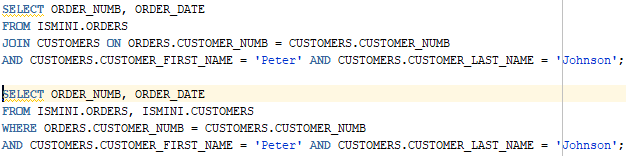 SELECT ORDER_NUMB, ORDER_DATE
FROM ISMINI.ORDERS
JOIN CUSTOMERS ON ORDERS.CUSTOMER_NUMB = CUSTOMERS.CUSTOMER_NUMB
AND CUSTOMERS.CUSTOMER_FIRST_NAME = 'Peter' AND CUSTOMERS.CUSTOMER_LAST_NAME = 'Johnson';
SELECT ORDER_NUMB, ORDER_DATE
FROM ISMINI.ORDERS, ISMINI.CUSTOMERS
WHERE ORDERS.CUSTOMER_NUMB = CUSTOMERS.CUSTOMER_NUMB
AND CUSTOMERS.CUSTOMER_FIRST_NAME = 'Peter' AND CUSTOMERS.CUSTOMER_LAST_NAME = 'Johnson';